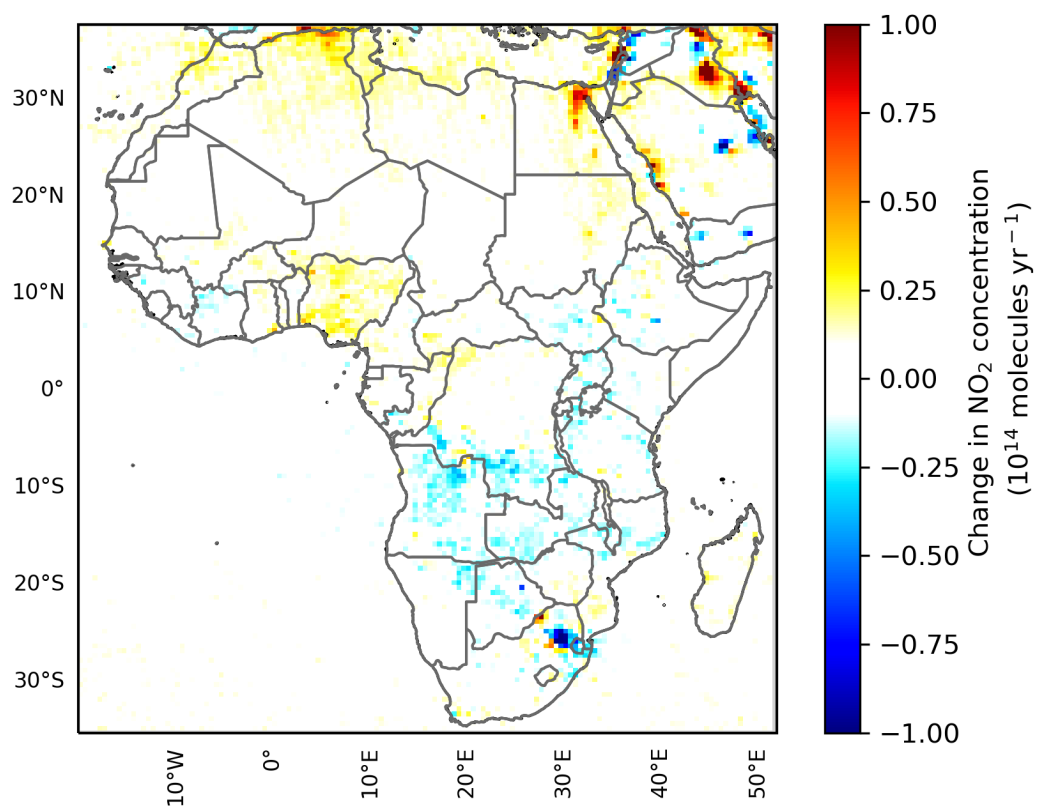 30°N
20°N
10°N
0°
10°S
20°S
30°S
10°W
0°
10°E
20°E
30°E
40°E
50°E
1.00
0.75
0.50
0.25
0.00
−0.25
−0.50
−0.75
−1.00
Change in NO₂ concentration
(10¹⁴ molecules yr⁻¹)